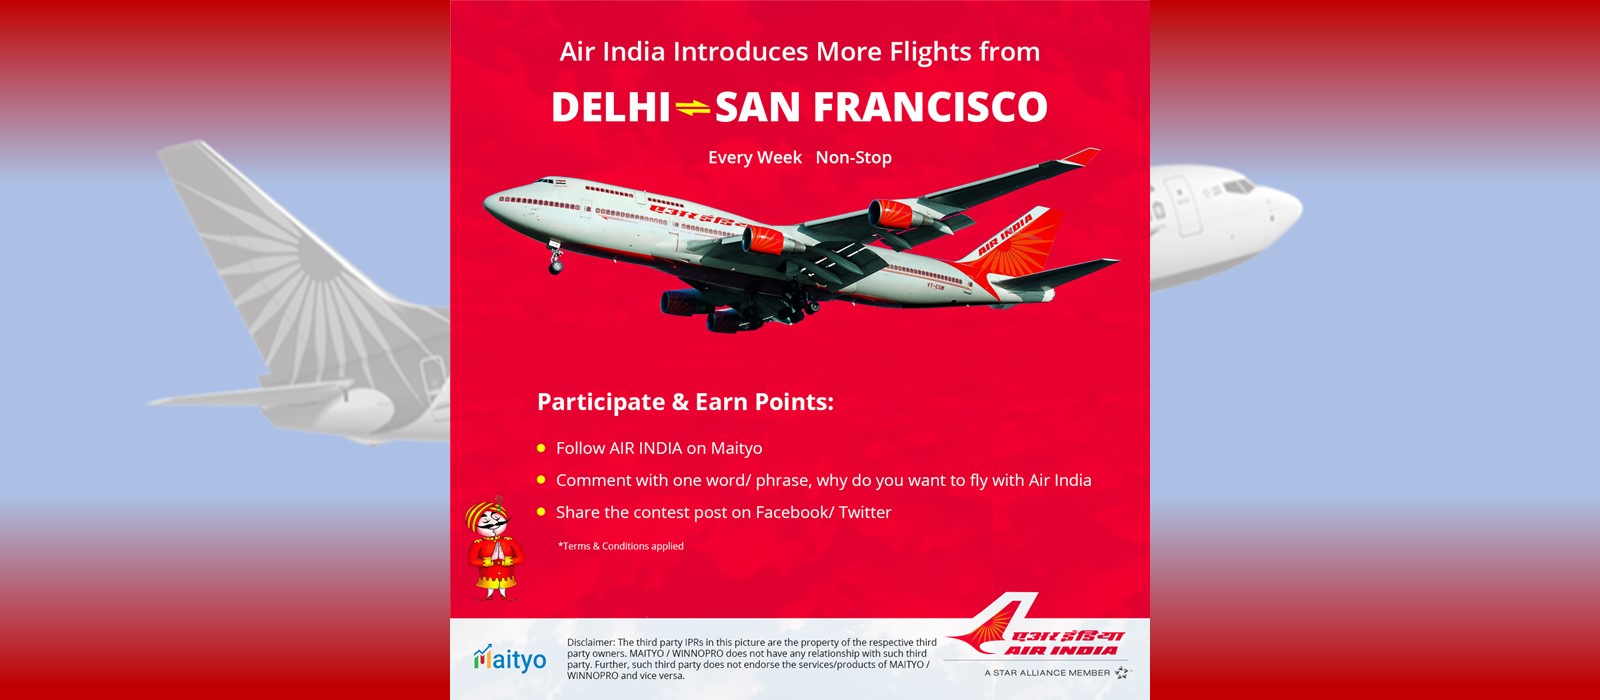 Air India Introduces More Flights from
DELHI ⇌ SAN FRANCISCO
Every Week Non-Stop
एअर इंडिया
AIR INDIA
VT-ESM
Participate & Earn Points:
Follow AIR INDIA on Maityo
Comment with one word/ phrase, why do you want to fly with Air India
Share the contest post on Facebook/ Twitter
*Terms & Conditions applied
Maityo
Disclaimer: The third party IPRs in this picture are the property of the respective third
party owners. MAITYO / WINNOPRO does not have any relationship with such third
party. Further, such third party does not endorse the services/products of MAITYO /
WINNOPRO and vice versa.
एअर इंडिया
AIR INDIA
A STAR ALLIANCE MEMBER